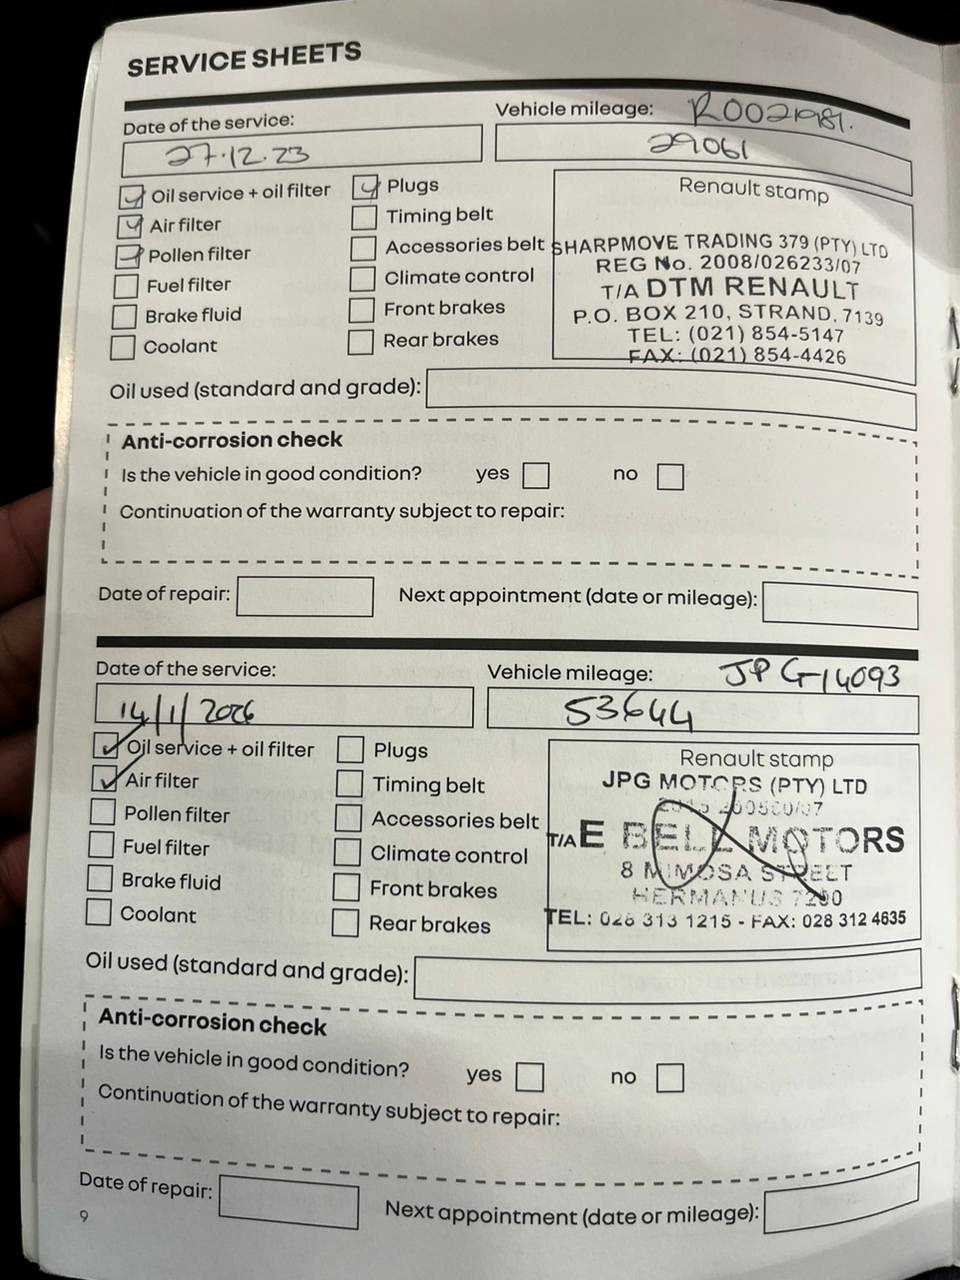 SERVICE SHEETS
Date of the service:
Vehicle mileage: R0021981.
27.12.23
29061
Oil service + oil filter
Plugs
Renault stamp
Air filter
Timing belt
Pollen filter
Accessories belt
SHARPMOVE TRADING 379 (PTY) LTD
REG No. 2008/026233/07
Fuel filter
Climate control
T/A DTM RENAULT
Brake fluid
Front brakes
P.O. BOX 210, STRAND. 7139
TEL: (021) 854-5147
Coolant
Rear brakes
FAX: (021) 854-4426
Oil used (standard and grade):
Anti-corrosion check
Is the vehicle in good condition? yes no
Continuation of the warranty subject to repair:
Date of repair: Next appointment (date or mileage):
Date of the service:
Vehicle mileage: JPG14093
14/1/2026
53644
Oil service + oil filter
Plugs
Renault stamp
Air filter
Timing belt
JPG MOTORS (PTY) LTD
Pollen filter
Accessories belt
T/A E BELL MOTORS
Fuel filter
Climate control
8 MIMOSA STREET
Brake fluid
Front brakes
HERMANUS 7200
Coolant
Rear brakes
TEL: 028 313 1215 - FAX: 028 312 4635
Oil used (standard and grade):
Anti-corrosion check
Is the vehicle in good condition? yes no
Continuation of the warranty subject to repair:
Date of repair: Next appointment (date or mileage):
9